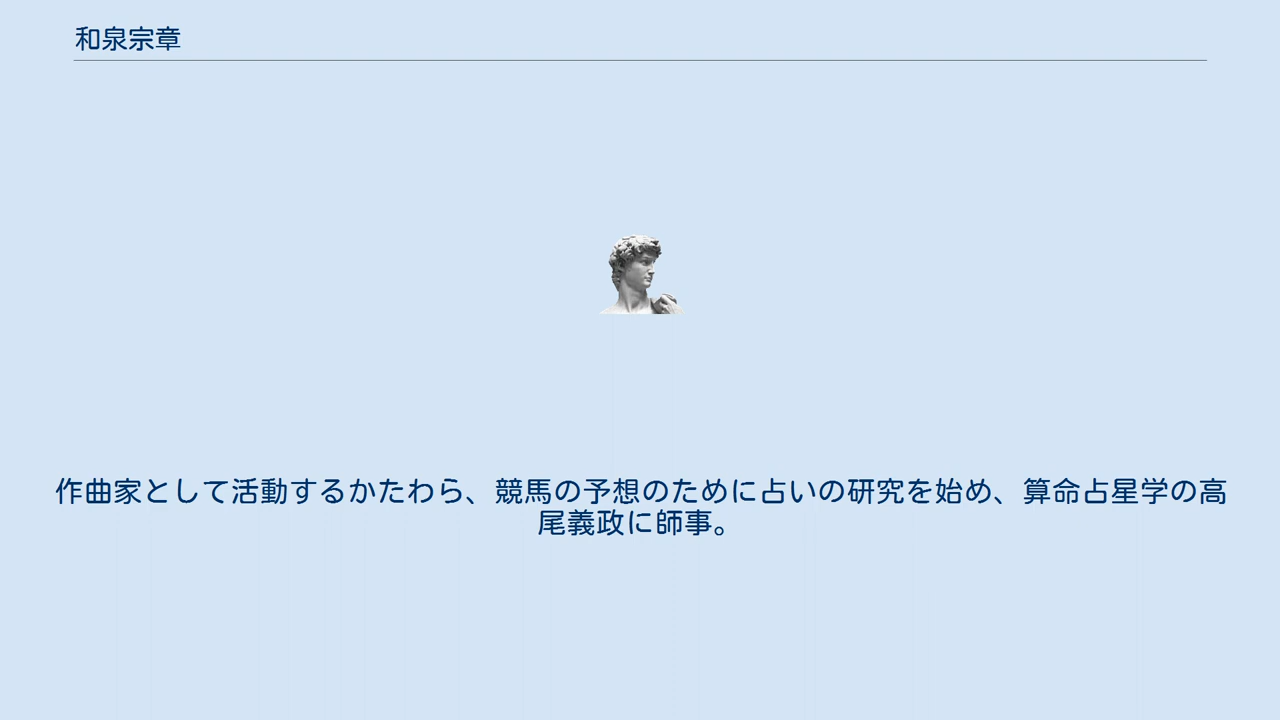 和泉宗章
作曲家として活動するかたわら、競馬の予想のために占いの研究を始め、算命占星学の高
尾義政に師事。